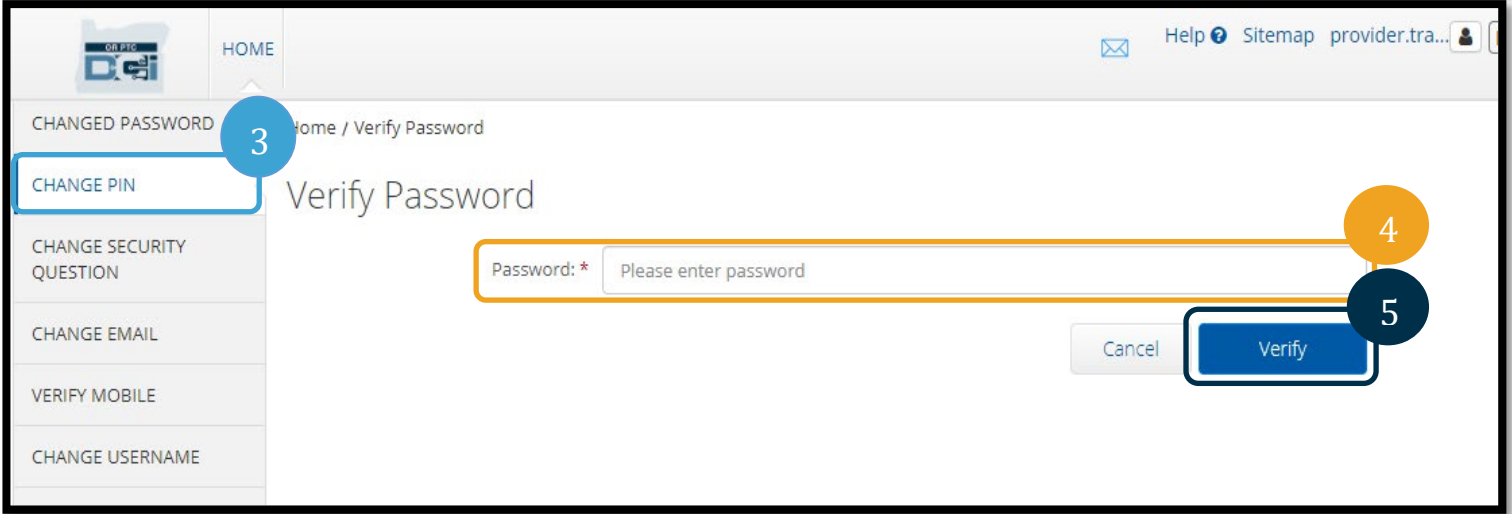 OR PTC
DCi
HOME
Help ? Sitemap provider.tra...
CHANGED PASSWORD
3
Home / Verify Password
CHANGE PIN
Verify Password
4
CHANGE SECURITY
QUESTION
Password: * Please enter password
5
CHANGE EMAIL
Cancel
Verify
VERIFY MOBILE
CHANGE USERNAME